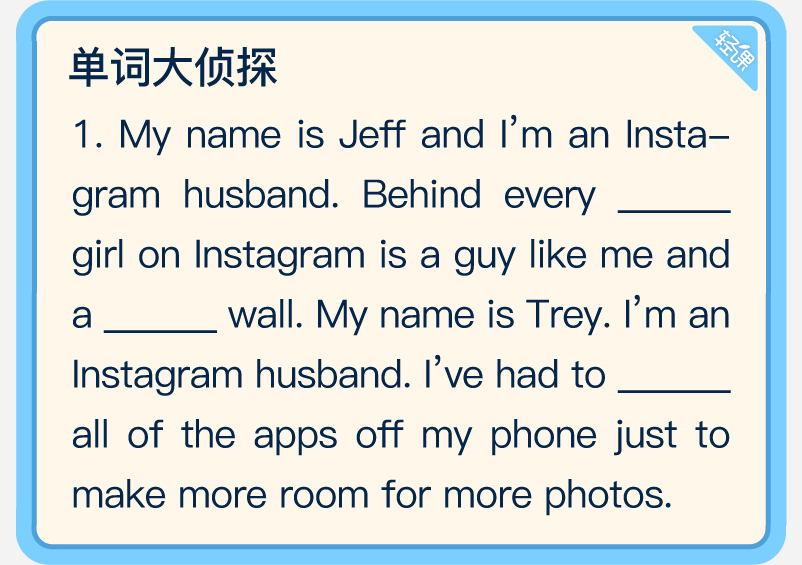 单词大侦探
轻课
1. My name is Jeff and I'm an Insta-
gram husband. Behind every ______
girl on Instagram is a guy like me and
a ______ wall. My name is Trey. I'm an
Instagram husband. I've had to ______
all of the apps off my phone just to
make more room for more photos.